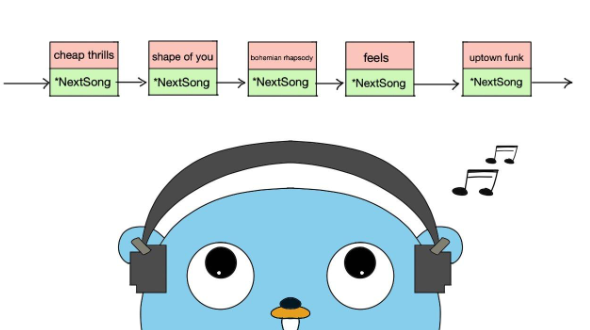 cheap thrills
*NextSong
shape of you
*NextSong
bohemian rhapsody
*NextSong
feels
*NextSong
uptown funk
*NextSong